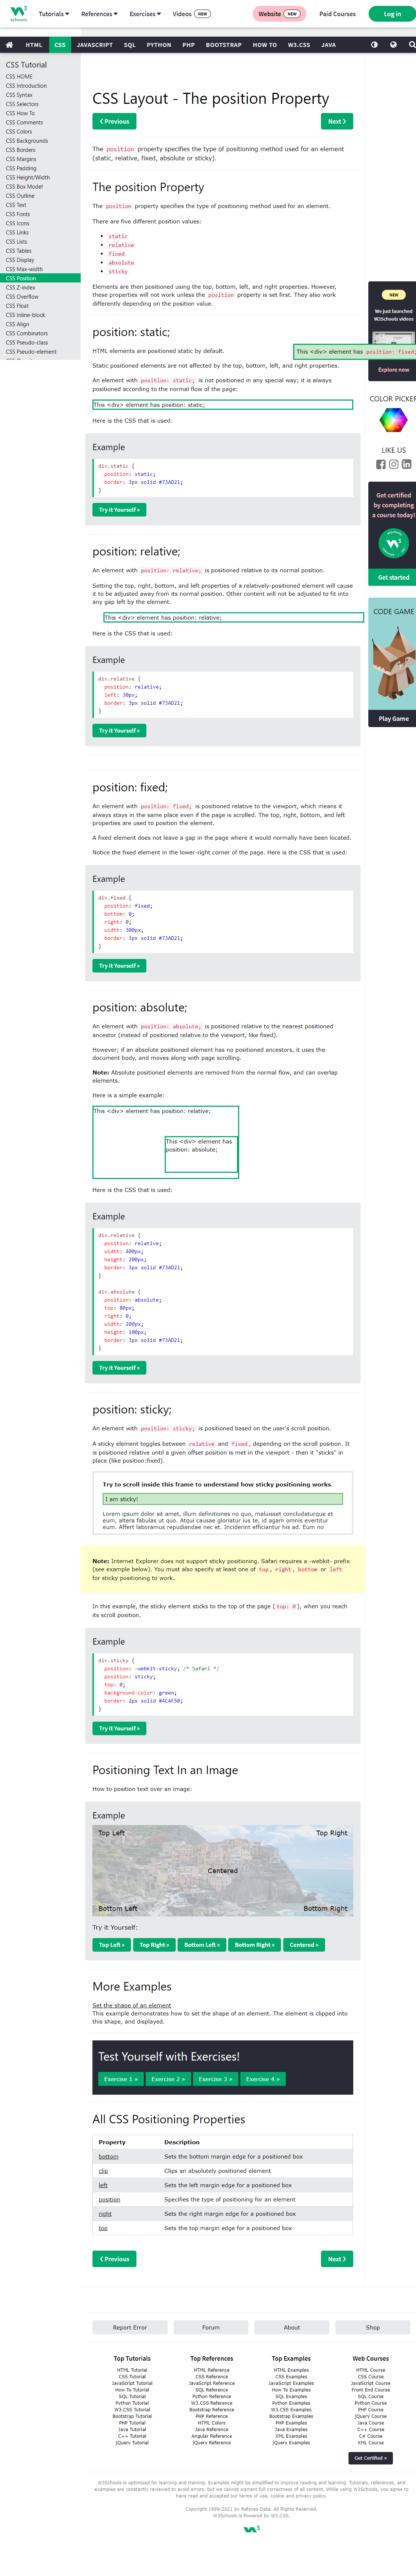 W3
schools
Tutorials
References
Exercises
Videos
NEW
Website
NEW
Paid Courses
Log in
HTML
CSS
JAVASCRIPT
SQL
PYTHON
PHP
BOOTSTRAP
HOW TO
W3.CSS
JAVA
CSS Tutorial
CSS HOME
CSS Introduction
CSS Syntax
CSS Selectors
CSS How To
CSS Comments
CSS Colors
CSS Backgrounds
CSS Borders
CSS Margins
CSS Padding
CSS Height/Width
CSS Box Model
CSS Outline
CSS Text
CSS Fonts
CSS Icons
CSS Links
CSS Lists
CSS Tables
CSS Display
CSS Max-width
CSS Position
CSS Z-index
CSS Overflow
CSS Float
CSS Inline-block
CSS Align
CSS Combinators
CSS Pseudo-class
CSS Pseudo-element
CSS Layout - The position Property
❮ Previous
Next ❯
The position property specifies the type of positioning method used for an element
(static, relative, fixed, absolute or sticky).
The position Property
The position property specifies the type of positioning method used for an element.
There are five different position values:
• static
• relative
• fixed
• absolute
• sticky
Elements are then positioned using the top, bottom, left, and right properties. However,
these properties will not work unless the position property is set first. They also work
differently depending on the position value.
position: static;
HTML elements are positioned static by default.
This <div> element has position: fixed;
Static positioned elements are not affected by the top, bottom, left, and right properties.
An element with position: static; is not positioned in any special way; it is always
positioned according to the normal flow of the page:
This <div> element has position: static;
Here is the CSS that is used:
Example
div.static {
position: static;
border: 3px solid #73AD21;
}
Try it Yourself »
position: relative;
An element with position: relative; is positioned relative to its normal position.
Setting the top, right, bottom, and left properties of a relatively-positioned element will cause
it to be adjusted away from its normal position. Other content will not be adjusted to fit into
any gap left by the element.
This <div> element has position: relative;
Here is the CSS that is used:
Example
div.relative {
position: relative;
left: 30px;
border: 3px solid #73AD21;
}
Try it Yourself »
position: fixed;
An element with position: fixed; is positioned relative to the viewport, which means it
always stays in the same place even if the page is scrolled. The top, right, bottom, and left
properties are used to position the element.
A fixed element does not leave a gap in the page where it would normally have been located.
Notice the fixed element in the lower-right corner of the page. Here is the CSS that is used:
Example
div.fixed {
position: fixed;
bottom: 0;
right: 0;
width: 300px;
border: 3px solid #73AD21;
}
Try it Yourself »
position: absolute;
An element with position: absolute; is positioned relative to the nearest positioned
ancestor (instead of positioned relative to the viewport, like fixed).
However; if an absolute positioned element has no positioned ancestors, it uses the
document body, and moves along with page scrolling.
Note: Absolute positioned elements are removed from the normal flow, and can overlap
elements.
Here is a simple example:
This <div> element has position: relative;
This <div> element has
position: absolute;
Here is the CSS that is used:
Example
div.relative {
position: relative;
width: 400px;
height: 200px;
border: 3px solid #73AD21;
}
div.absolute {
position: absolute;
top: 80px;
right: 0;
width: 200px;
height: 100px;
border: 3px solid #73AD21;
}
Try it Yourself »
position: sticky;
An element with position: sticky; is positioned based on the user's scroll position.
A sticky element toggles between relative and fixed, depending on the scroll position. It
is positioned relative until a given offset position is met in the viewport - then it "sticks" in
place (like position:fixed).
Try to scroll inside this frame to understand how sticky positioning works.
I am sticky!
Lorem ipsum dolor sit amet, illum definitiones no quo, maluisset concludaturque et
eum, altera fabulas ut quo. Atqui causae gloriatur ius te, id agam omnis evertitur
eum. Affert laboramus repudiandae nec et. Inciderint efficiantur his ad. Eum no
Note: Internet Explorer does not support sticky positioning. Safari requires a -webkit- prefix
(see example below). You must also specify at least one of top, right, bottom or left
for sticky positioning to work.
In this example, the sticky element sticks to the top of the page (top: 0), when you reach
its scroll position.
Example
div.sticky {
position: -webkit-sticky; /* Safari */
position: sticky;
top: 0;
background-color: green;
border: 2px solid #4CAF50;
}
Try it Yourself »
Positioning Text In an Image
How to position text over an image:
Example
Top Left
Top Right
Centered
Bottom Left
Bottom Right
Try it Yourself:
Top Left »
Top Right »
Bottom Left »
Bottom Right »
Centered »
More Examples
Set the shape of an element
This example demonstrates how to set the shape of an element. The element is clipped into
this shape, and displayed.
Test Yourself with Exercises!
Exercise 1 »
Exercise 2 »
Exercise 3 »
Exercise 4 »
All CSS Positioning Properties
Property Description
bottom Sets the bottom margin edge for a positioned box
clip Clips an absolutely positioned element
left Sets the left margin edge for a positioned box
position Specifies the type of positioning for an element
right Sets the right margin edge for a positioned box
top Sets the top margin edge for a positioned box
❮ Previous
Next ❯
NEW
We just launched
W3Schools videos
Explore now
COLOR PICKER
LIKE US
Get certified
by completing
a course today!
W3
Get started
CODE GAME
Play Game
Report Error
Forum
About
Shop
Top Tutorials
HTML Tutorial
CSS Tutorial
JavaScript Tutorial
How To Tutorial
SQL Tutorial
Python Tutorial
W3.CSS Tutorial
Bootstrap Tutorial
PHP Tutorial
Java Tutorial
C++ Tutorial
jQuery Tutorial
Top References
HTML Reference
CSS Reference
JavaScript Reference
SQL Reference
Python Reference
W3.CSS Reference
Bootstrap Reference
PHP Reference
HTML Colors
Java Reference
Angular Reference
jQuery Reference
Top Examples
HTML Examples
CSS Examples
JavaScript Examples
How To Examples
SQL Examples
Python Examples
W3.CSS Examples
Bootstrap Examples
PHP Examples
Java Examples
XML Examples
jQuery Examples
Web Courses
HTML Course
CSS Course
JavaScript Course
Front End Course
SQL Course
Python Course
PHP Course
jQuery Course
Java Course
C++ Course
C# Course
XML Course
Get Certified »
W3Schools is optimized for learning and training. Examples might be simplified to improve reading and learning. Tutorials, references, and
examples are constantly reviewed to avoid errors, but we cannot warrant full correctness of all content. While using W3Schools, you agree to
have read and accepted our terms of use, cookie and privacy policy.
Copyright 1999-2021 by Refsnes Data. All Rights Reserved.
W3Schools is Powered by W3.CSS.
W3